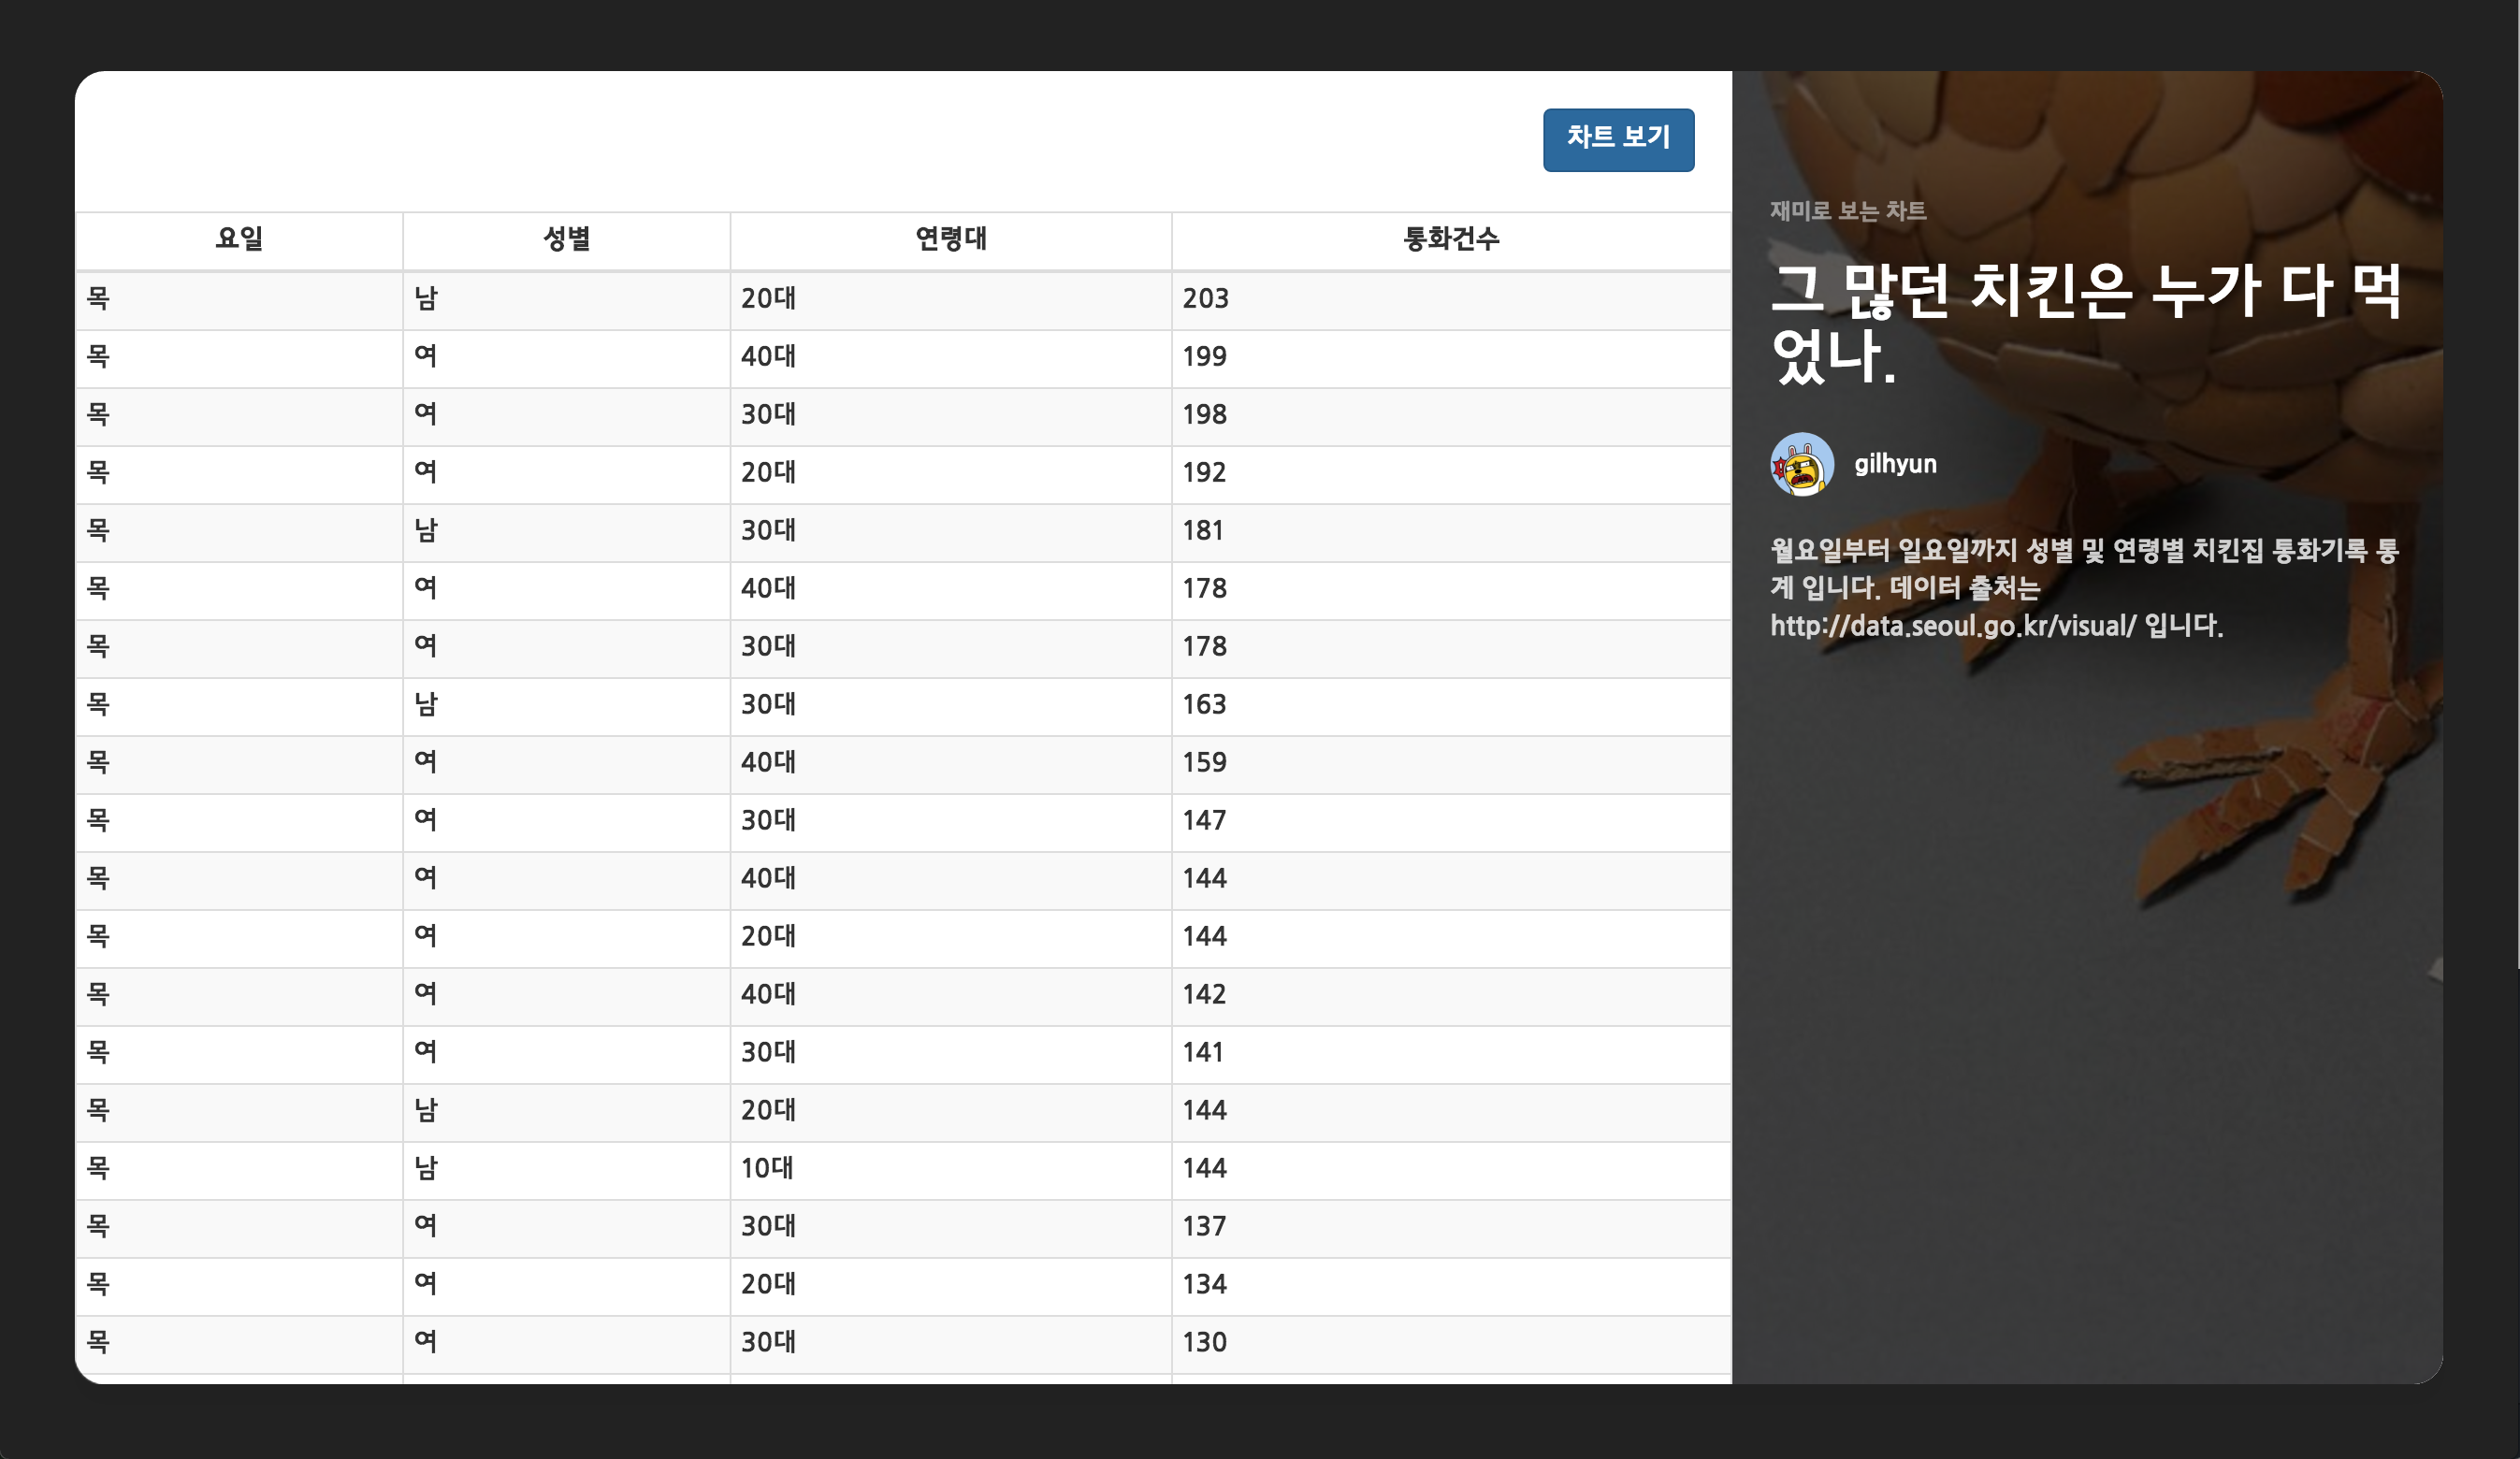 차트 보기
요일 성별 연령대 통화건수
목 남 20대 203
목 여 40대 199
목 여 30대 198
목 여 20대 192
목 남 30대 181
목 여 40대 178
목 여 30대 178
목 남 30대 163
목 여 40대 159
목 여 30대 147
목 여 40대 144
목 여 20대 144
목 여 40대 142
목 여 30대 141
목 남 20대 144
목 남 10대 144
목 여 30대 137
목 여 20대 134
목 여 30대 130
재미로 보는 차트
그 많던 치킨은 누가 다 먹
었나.
gilhyun
월요일부터 일요일까지 성별 및 연령별 치킨집 통화기록 통
계 입니다. 데이터 출처는
http://data.seoul.go.kr/visual/ 입니다.